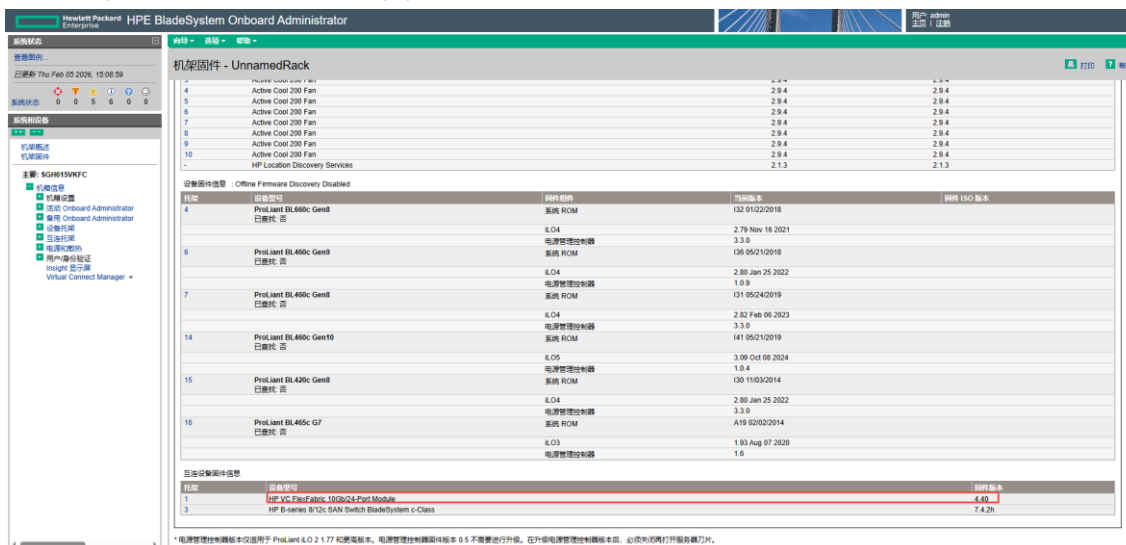 Hewlett Packard Enterprise HPE BladeSystem Onboard Administrator
用户: admin
主页 | 注销
系统状态
向导 选项 帮助
查看图例...
已更新 Thu Feb 05 2026, 15:08:59
系统状态 0 0 5 6 0 0
机架固件 - UnnamedRack
打印
系统和设备
机架概述
机架固件
主要: SGH615VKFC
机箱信息
机箱设置
活动 Onboard Administrator
备用 Onboard Administrator
设备托架
互连托架
电源和散热
用户/身份验证
Insight 显示屏
Virtual Connect Manager
4 Active Cool 200 Fan 2.9.4 2.9.4
5 Active Cool 200 Fan 2.9.4 2.9.4
6 Active Cool 200 Fan 2.9.4 2.9.4
7 Active Cool 200 Fan 2.9.4 2.9.4
8 Active Cool 200 Fan 2.9.4 2.9.4
9 Active Cool 200 Fan 2.9.4 2.9.4
10 Active Cool 200 Fan 2.9.4 2.9.4
- HP Location Discovery Services 2.1.3 2.1.3
设备固件信息 : Offline Firmware Discovery Disabled
托架 设备型号 固件组件 当前版本 固件 ISO 版本
4 ProLiant BL660c Gen8 系统 ROM I32 01/22/2018
已查找: 否
iLO4 2.79 Nov 16 2021
电源管理控制器 3.3.0
6 ProLiant BL460c Gen9 系统 ROM I36 05/21/2018
已查找: 否
iLO4 2.80 Jan 25 2022
电源管理控制器 1.0.9
7 ProLiant BL460c Gen8 系统 ROM I31 05/24/2019
已查找: 否
iLO4 2.82 Feb 06 2023
电源管理控制器 3.3.0
14 ProLiant BL460c Gen10 系统 ROM I41 05/21/2019
已查找: 否
iLO5 3.09 Oct 08 2024
电源管理控制器 1.0.4
15 ProLiant BL420c Gen8 系统 ROM I30 11/03/2014
已查找: 否
iLO4 2.80 Jan 25 2022
电源管理控制器 3.3.0
16 ProLiant BL465c G7 系统 ROM A19 02/02/2014
已查找: 否
iLO3 1.93 Aug 07 2020
电源管理控制器 1.6
互连设备固件信息
托架 设备型号 固件版本
1 HP VC FlexFabric 10Gb/24-Port Module 4.40
3 HP B-series 8/12c SAN Switch BladeSystem c-Class 7.4.2h
* 电源管理控制器版本仅适用于 ProLiant iLO 2 1.77 和更高版本。电源管理控制器固件版本 0.5 不需要进行升级。在升级电源管理控制器版本后，必须关闭再打开服务器刀片。